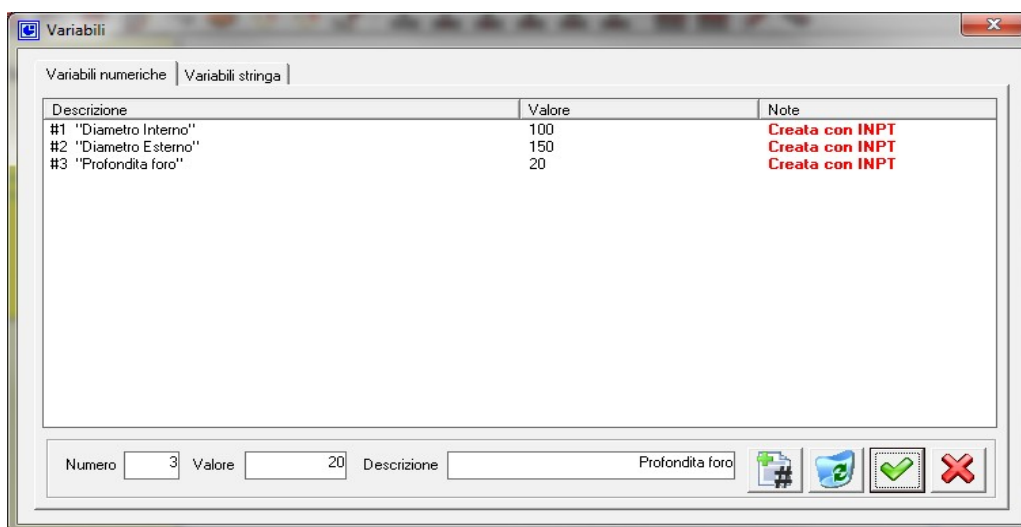 Variabili
Variabili numeriche Variabili stringa
Descrizione Valore Note
#1 "Diametro Interno" 100 Creata con INPT
#2 "Diametro Esterno" 150 Creata con INPT
#3 "Profondita foro" 20 Creata con INPT
Numero 3 Valore 20 Descrizione Profondita foro